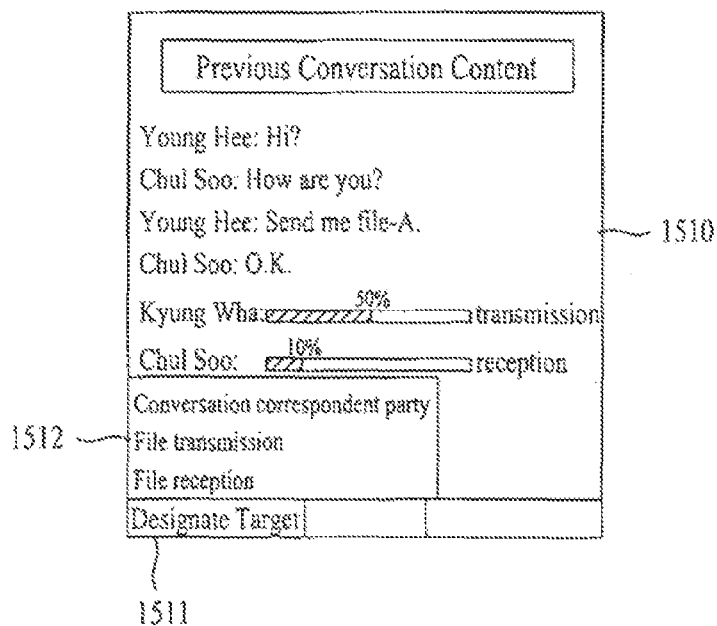 Previous Conversation Content
Young Hee: Hi?
Chul Soo: How are you?
Young Hee: Send me file-A.
1510
Chul Soo: O.K.
50%
Kyung Wha: transmission
10%
Chul Soo: reception
Conversation correspondent party
1512
File transmission
File reception
Designate Target
1511